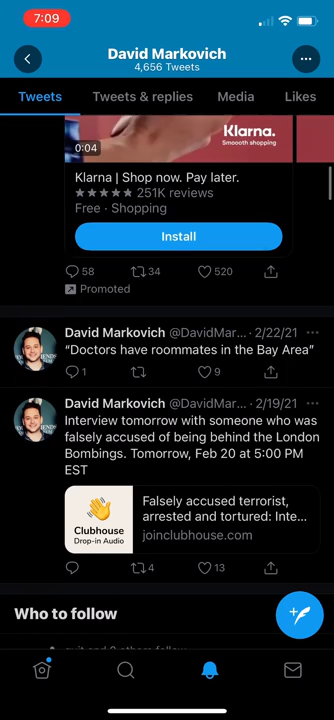 7:09
David Markovich
4,656 Tweets
Tweets Tweets & replies Media Likes
Klarna.
Smoooth shopping
0:04
Klarna | Shop now. Pay later.
251K reviews
Free · Shopping
Install
58 34 520
Promoted
David Markovich @DavidMar... · 2/22/21
“Doctors have roommates in the Bay Area”
1 9
David Markovich @DavidMar... · 2/19/21
Interview tomorrow with someone who was
falsely accused of being behind the London
Bombings. Tomorrow, Feb 20 at 5:00 PM
EST
Clubhouse
Drop-in Audio
Falsely accused terrorist,
arrested and tortured: Inte...
joinclubhouse.com
4 13
Who to follow